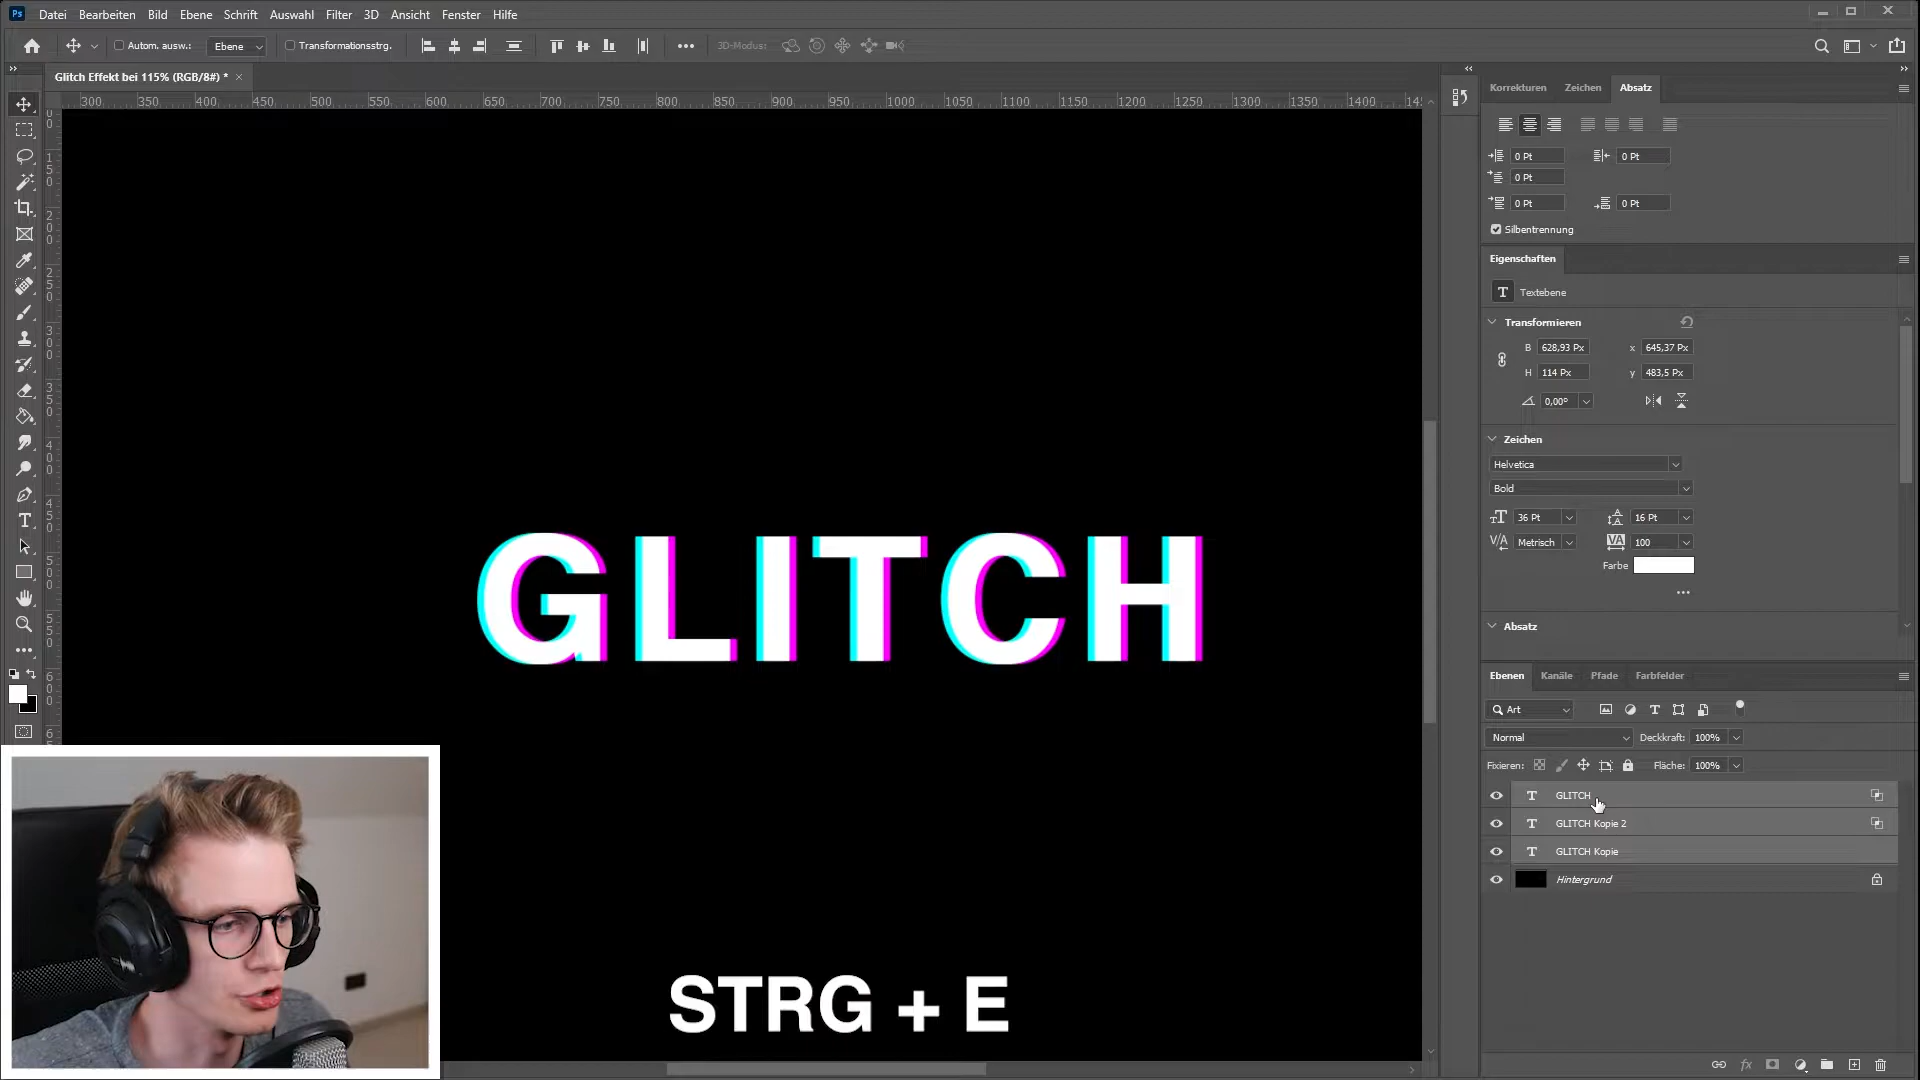 Ps Datei Bearbeiten Bild Ebene Schrift Auswahl Filter 3D Ansicht Fenster Hilfe
Autom. ausw.: Ebene Transformationsstrg. 3D-Modus:
Glitch Effekt bei 115% (RGB/8#) *
300 350 400 450 500 550 600 650 700 750 800 850 900 950 1000 1050 1100 1150 1200 1250 1300 1350 1400
Korrekturen Zeichen Absatz
0 Pt 0 Pt
0 Pt
0 Pt 0 Pt
Silbentrennung
Eigenschaften
T Textebene
Transformieren
B 628,93 Px x 645,37 Px
H 114 Px y 483,5 Px
0,00°
Zeichen
Helvetica
Bold
36 Pt 16 Pt
Metrisch 100
Farbe
Absatz
GLITCH
Ebenen Kanäle Pfade Farbfelder
Art
Normal Deckkraft: 100%
Fixieren: Fläche: 100%
T GLITCH
T GLITCH Kopie 2
T GLITCH Kopie
Hintergrund
STRG + E